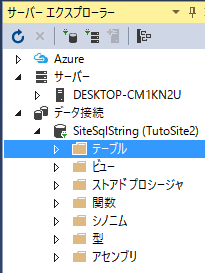 サーバー エクスプローラー
Azure
サーバー
DESKTOP-CM1KN2U
データ接続
SiteSqlString (TutoSite2)
テーブル
ビュー
ストアドプロシージャ
関数
シノニム
型
アセンブリ